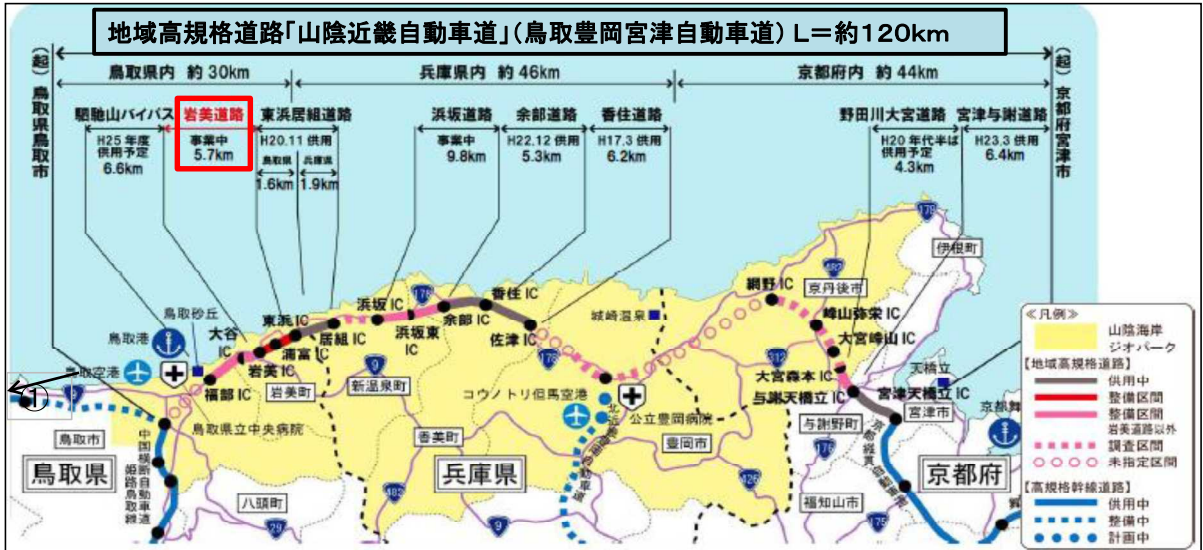 地域高規格道路「山陰近畿自動車道」(鳥取豊岡宮津自動車道) L=約120km
(起)鳥取県鳥取市
鳥取県内 約30km
兵庫県内 約46km
京都府内 約44km
(起)京都府宮津市
駟馳山バイパス
岩美道路
東浜居組道路
浜坂道路
余部道路
香住道路
野田川大宮道路
宮津与謝道路
H25年度
供用予定
6.6km
事業中
5.7km
H20.11供用
鳥取県
兵庫県
1.6km
1.9km
事業中
9.8km
H22.12供用
5.3km
H17.3供用
6.2km
H20年代半ば
供用予定
4.3km
H23.3供用
6.4km
178
伊根町
482
網野IC
京丹後市
香住IC
浜坂IC
178
鳥取砂丘
東浜IC
城崎温泉
峰山弥栄IC
鳥取港
大谷IC
居組IC
浜坂東IC
余部IC
佐津IC
大宮峰山IC
浦富IC
178
312
天橋立
鳥取空港
岩美IC
9
大宮森本IC
福部IC
岩美町
新温泉町
コウノトリ但馬空港
与謝天橋立IC
宮津天橋立IC
9
①
宮津市
京都舞
鳥取県立中央病院
公立豊岡病院
鳥取市
香美町
豊岡市
与謝野町
鳥取県
兵庫県
京都府
中国横断自動車道
姫路鳥取線
北近畿豊岡自動車道
176
八頭町
482
426
福知山市
29
9
175
≪凡例≫
山陰海岸
ジオパーク
【地域高規格道路】
供用中
整備区間
整備区間
岩美道路以外
調査区間
未指定区間
【高規格幹線道路】
供用中
整備中
計画中